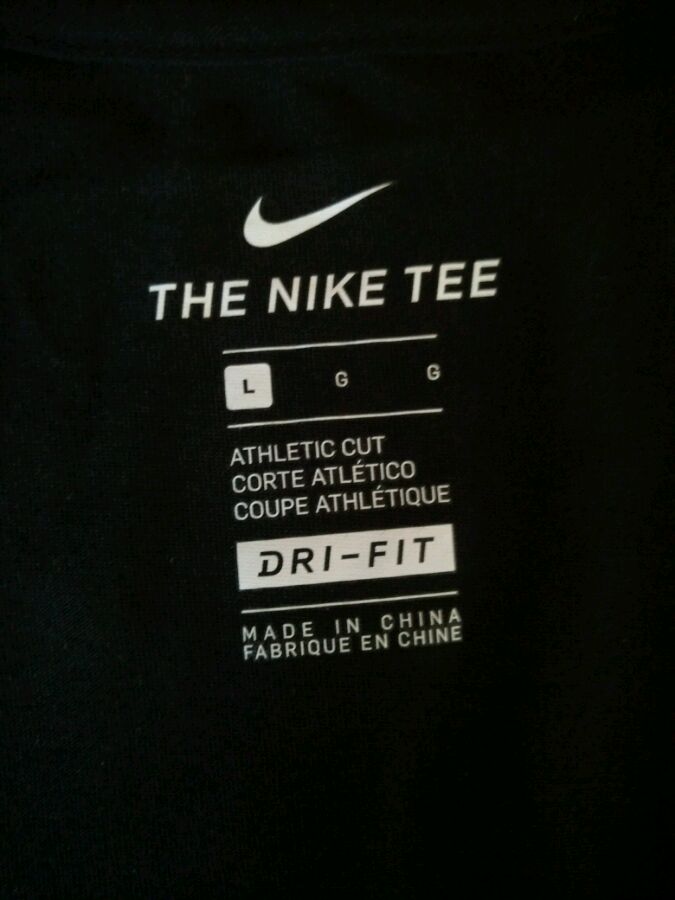 THE NIKE TEE
L G G
ATHLETIC CUT
CORTE ATLÉTICO
COUPE ATHLÉTIQUE
DRI-FIT
MADE IN CHINA
FABRIQUE EN CHINE